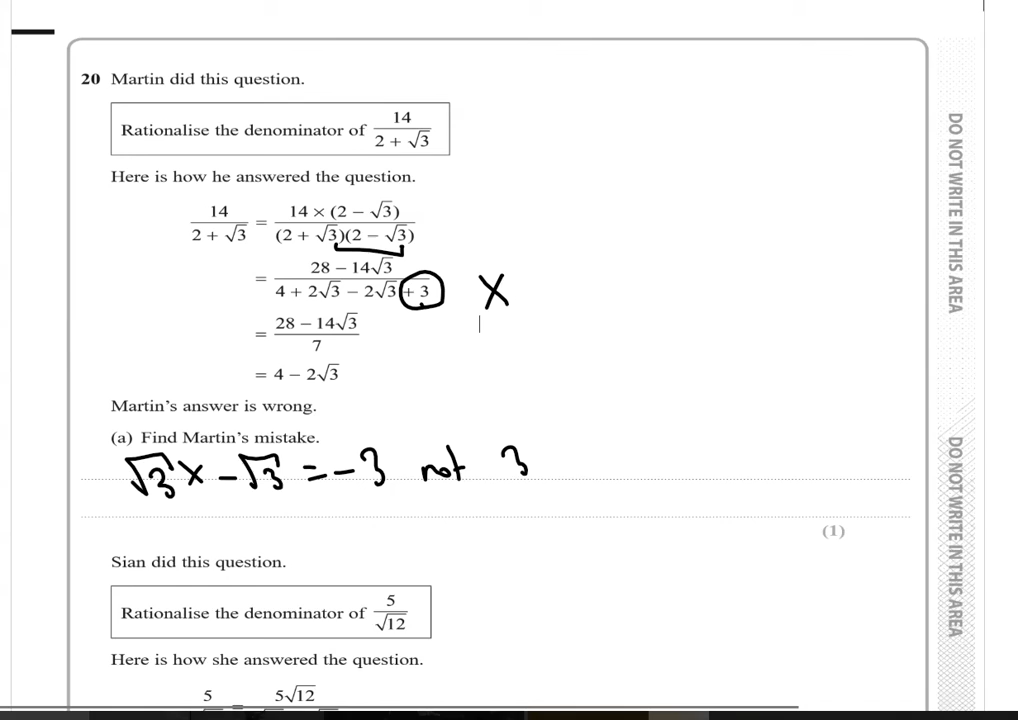 20 Martin did this question.
Rationalise the denominator of 14/(2 + √3)
Here is how he answered the question.
14/(2 + √3) = (14 × (2 − √3))/((2 + √3)(2 − √3))
= (28 − 14√3)/(4 + 2√3 − 2√3 + 3) X
= (28 − 14√3)/7
= 4 − 2√3
Martin's answer is wrong.
(a) Find Martin's mistake.
√3 x −√3 = −3 not 3
(1)
Sian did this question.
Rationalise the denominator of 5/√12
Here is how she answered the question.
5 = 5√12
DO NOT WRITE IN THIS AREA
DO NOT WRITE IN THIS AREA